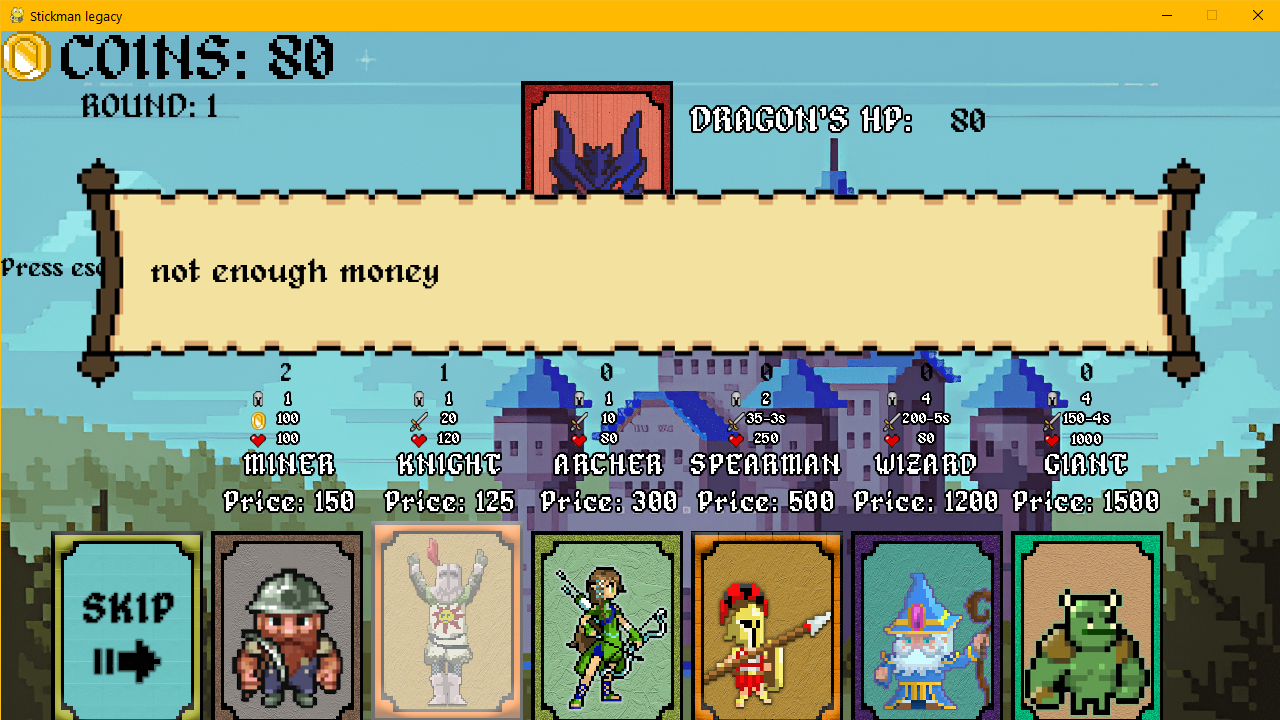 Stickman legacy
COINS: 80
ROUND: 1
DRAGON'S HP: 80
Press esc
not enough money
2 1 0 0 0 0
1 1 1 2 4 4
100 20 10 35-3s 200-5s 150-4s
100 120 80 250 80 1000
MINER KNIGHT ARCHER SPEARMAN WIZARD GIANT
Price: 150 Price: 125 Price: 300 Price: 500 Price: 1200 Price: 1500
SKIP